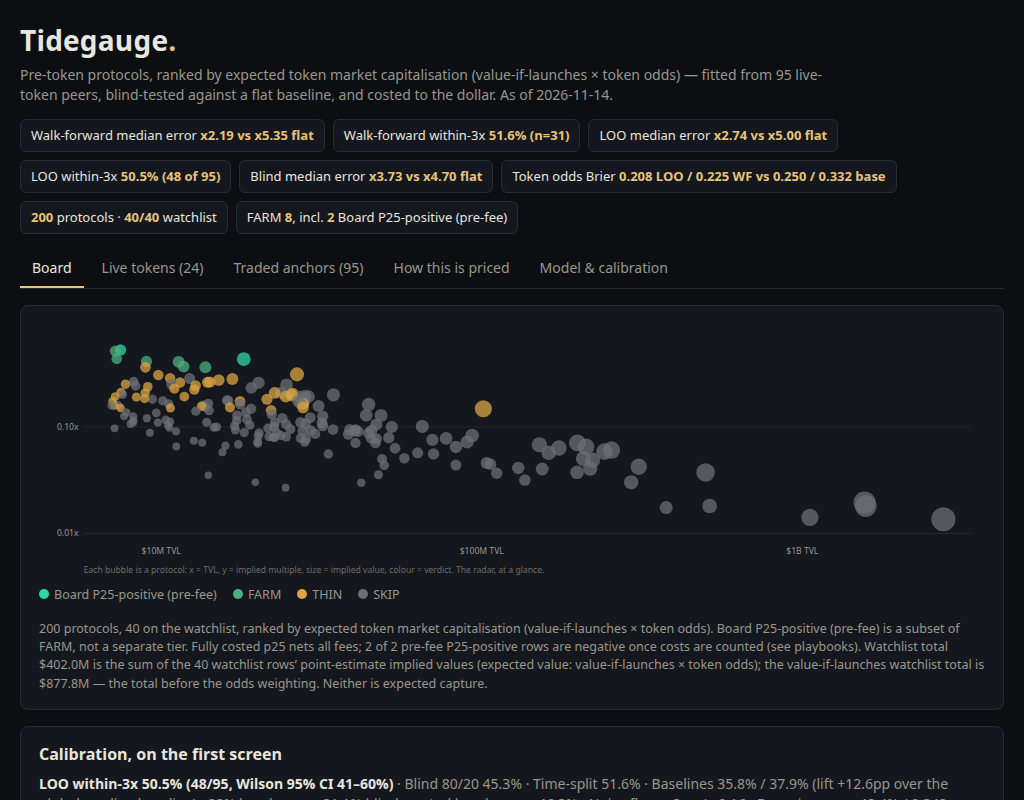 Tidegauge.
Pre-token protocols, ranked by expected token market capitalisation (value-if-launches × token odds) — fitted from 95 live-
token peers, blind-tested against a flat baseline, and costed to the dollar. As of 2026-11-14.
Walk-forward median error x2.19 vs x5.35 flat
Walk-forward within-3x 51.6% (n=31)
LOO median error x2.74 vs x5.00 flat
LOO within-3x 50.5% (48 of 95)
Blind median error x3.73 vs x4.70 flat
Token odds Brier 0.208 LOO / 0.225 WF vs 0.250 / 0.332 base
200 protocols · 40/40 watchlist
FARM 8, incl. 2 Board P25-positive (pre-fee)
Board
Live tokens (24)
Traded anchors (95)
How this is priced
Model & calibration
0.10x
0.01x
$10M TVL
$100M TVL
$1B TVL
Each bubble is a protocol: x = TVL, y = implied multiple, size = implied value, colour = verdict. The radar, at a glance.
Board P25-positive (pre-fee)
FARM
THIN
SKIP
200 protocols, 40 on the watchlist, ranked by expected token market capitalisation (value-if-launches × token odds). Board P25-positive (pre-fee) is a subset of
FARM, not a separate tier. Fully costed p25 nets all fees; 2 of 2 pre-fee P25-positive rows are negative once costs are counted (see playbooks). Watchlist total
$402.0M is the sum of the 40 watchlist rows' point-estimate implied values (expected value: value-if-launches × token odds); the value-if-launches watchlist total is
$877.8M — the total before the odds weighting. Neither is expected capture.
Calibration, on the first screen
LOO within-3x 50.5% (48/95, Wilson 95% CI 41–60%) · Blind 80/20 45.3% · Time-split 51.6% · Baselines 35.8% / 37.9% (lift +12.6pp over the